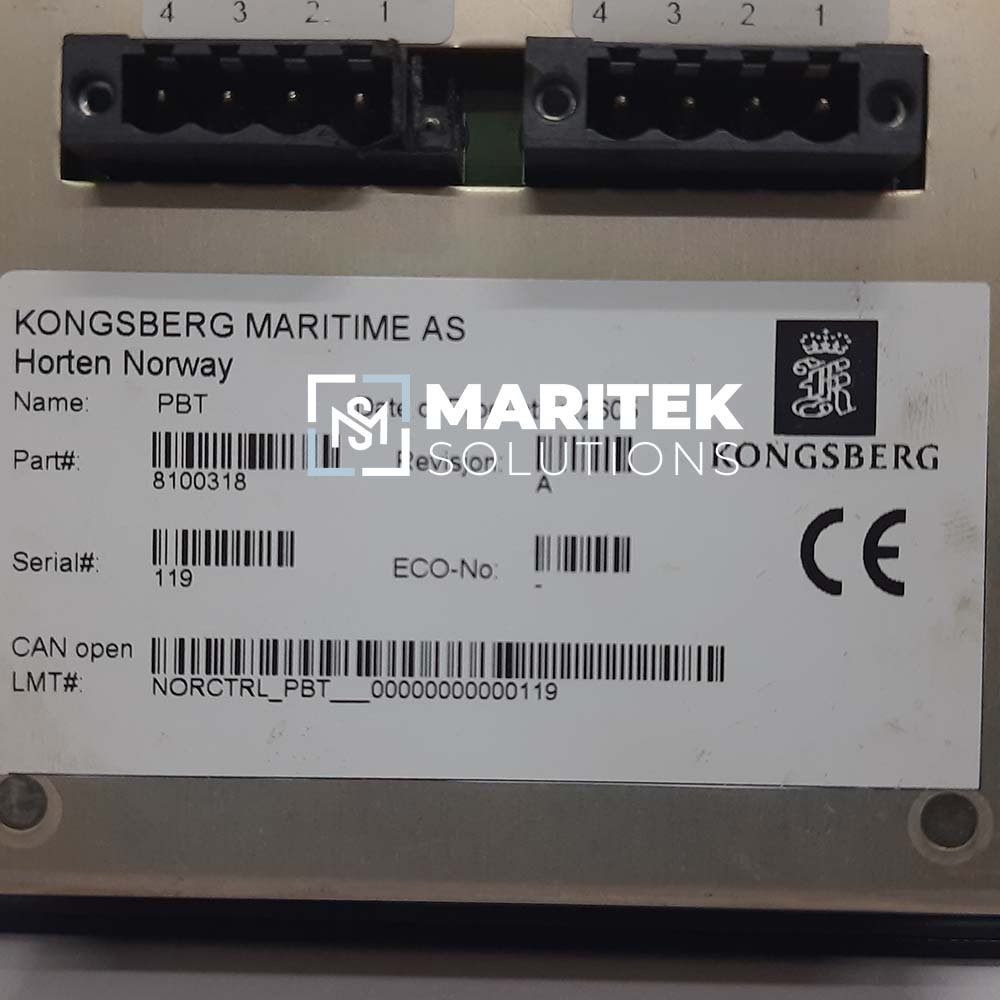 4 3 2 1
4 3 2 1
KONGSBERG MARITIME AS
Horten Norway
Name: PBT
MARITEK
SOLUTIONS
Part#: 8100318
Revisjon: A
KONGSBERG
Serial#: 119
ECO-No: -
CE
CAN open
LMT#: NORCTRL_PBT___00000000000119